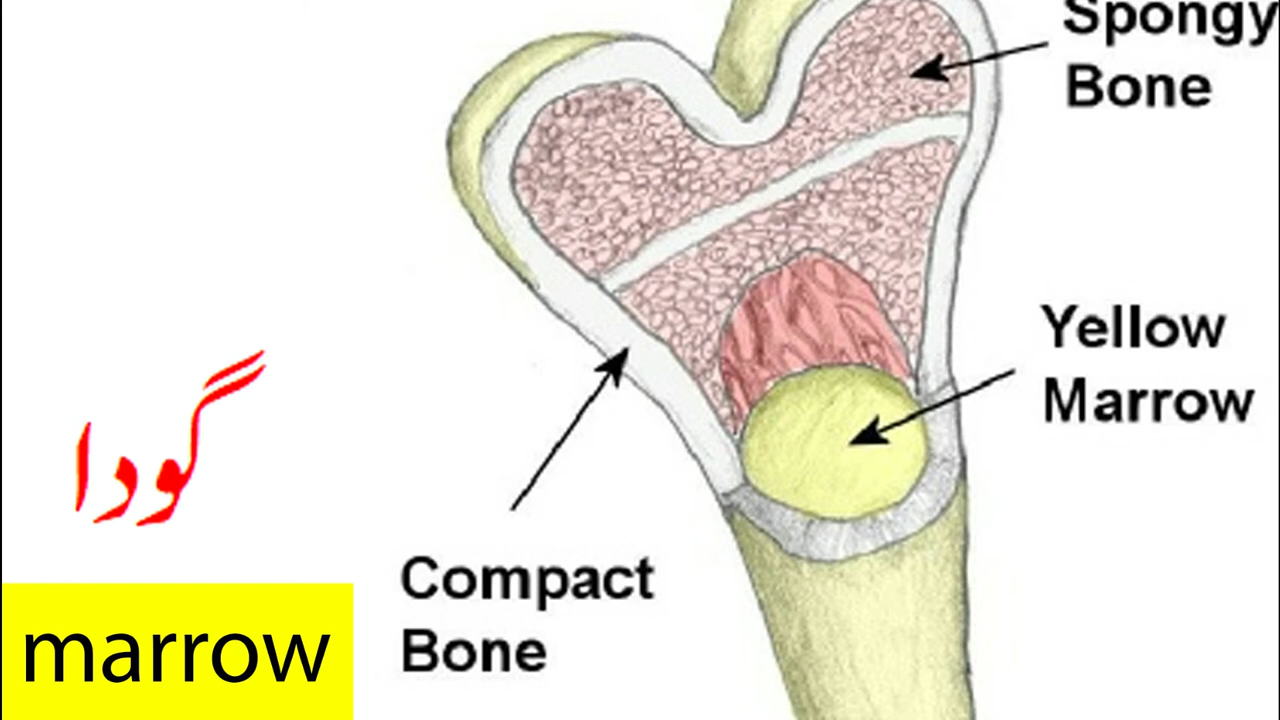 Spongy
Bone
Yellow
Marrow
گودا
Compact
Bone
marrow